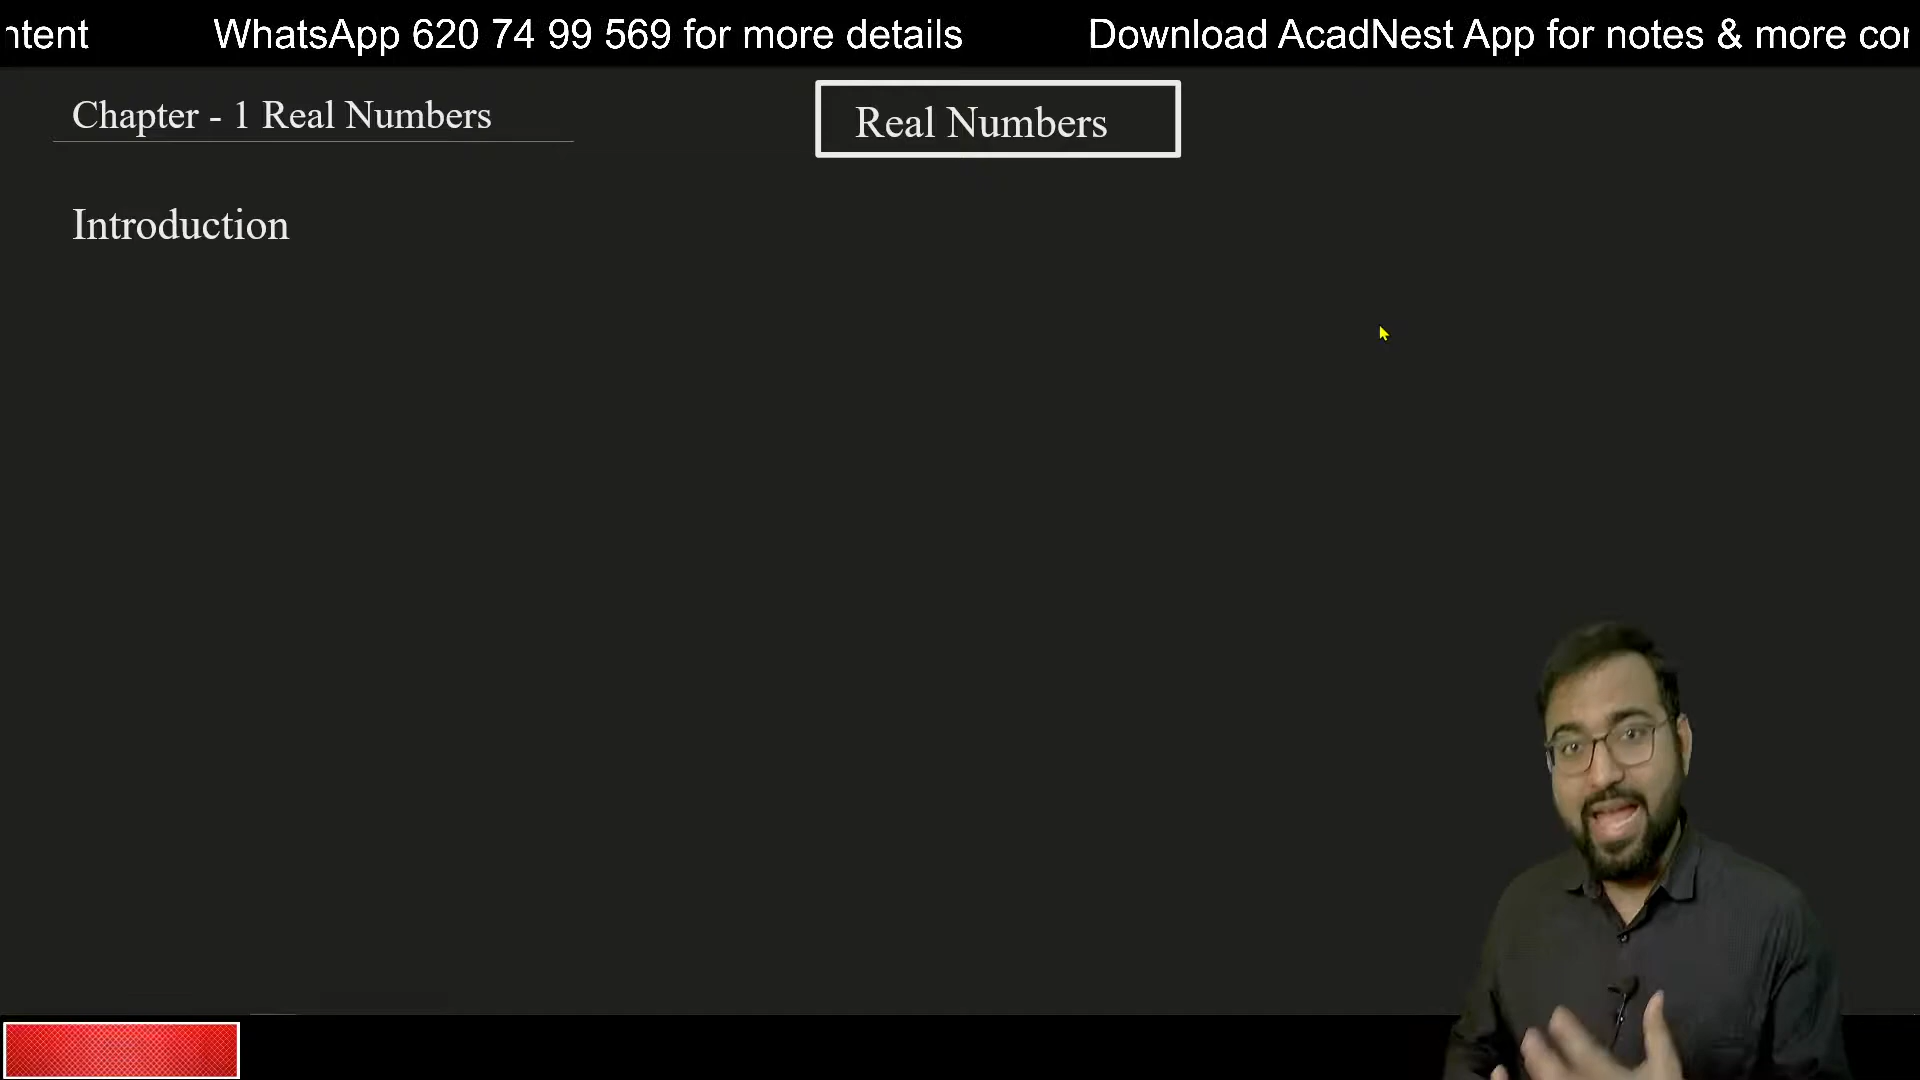 ntent WhatsApp 620 74 99 569 for more details Download AcadNest App for notes & more con
Chapter - 1 Real Numbers
Real Numbers
Introduction